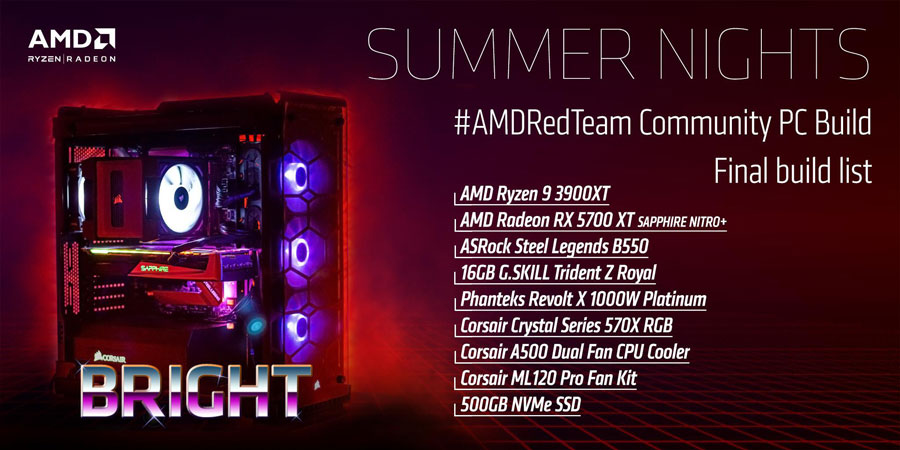 AMD
RYZEN | RADEON
SUMMER NIGHTS
#AMDRedTeam Community PC Build
Final build list
AMD Ryzen 9 3900XT
AMD Radeon RX 5700 XT SAPPHIRE NITRO+
ASRock Steel Legends B550
16GB G.SKILL Trident Z Royal
Phanteks Revolt X 1000W Platinum
Corsair Crystal Series 570X RGB
Corsair A500 Dual Fan CPU Cooler
Corsair ML120 Pro Fan Kit
500GB NVMe SSD
SAPPHIRE
CORSAIR
BRIGHT